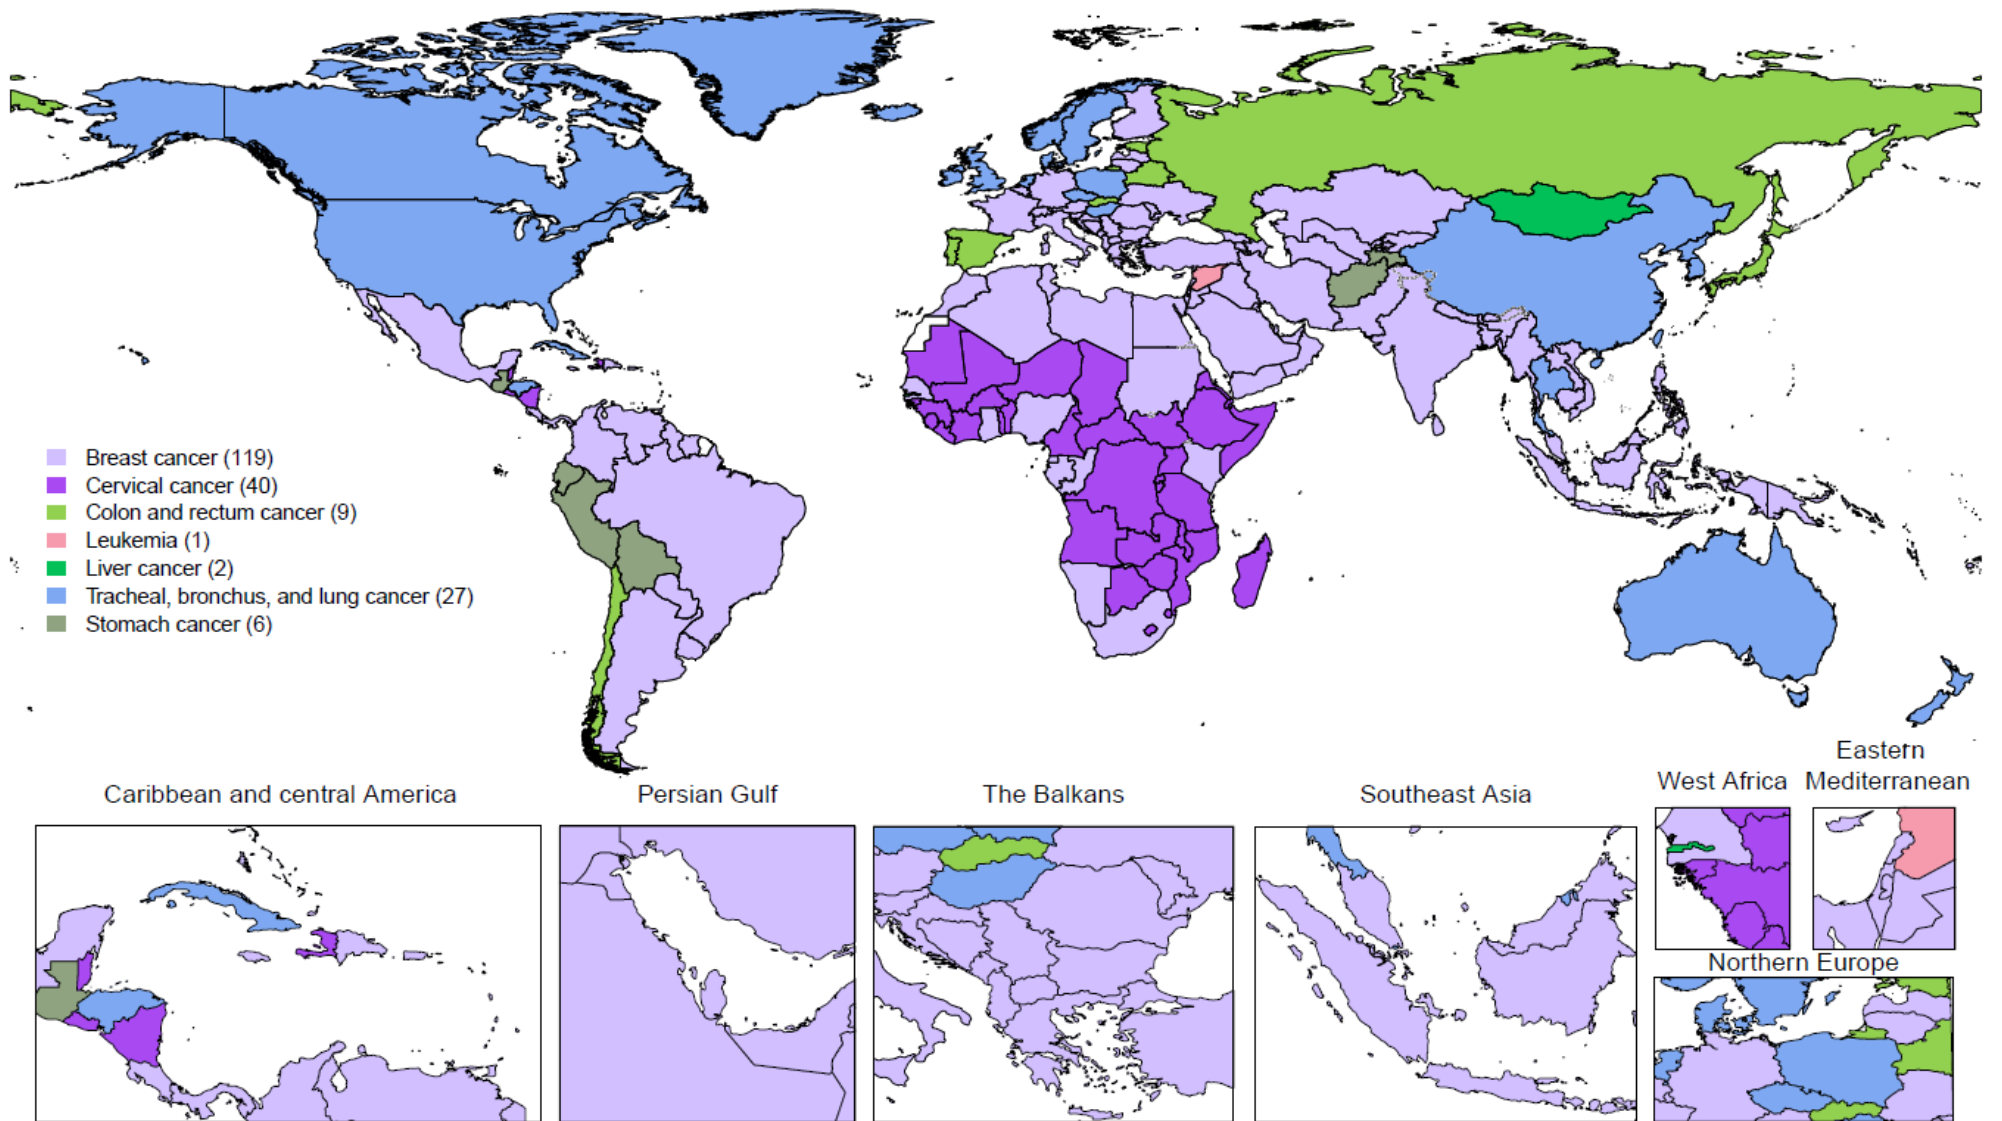 Breast cancer (119)
Cervical cancer (40)
Colon and rectum cancer (9)
Leukemia (1)
Liver cancer (2)
Tracheal, bronchus, and lung cancer (27)
Stomach cancer (6)
Caribbean and central America
Persian Gulf
The Balkans
Southeast Asia
West Africa
Eastern
Mediterranean
Northern Europe